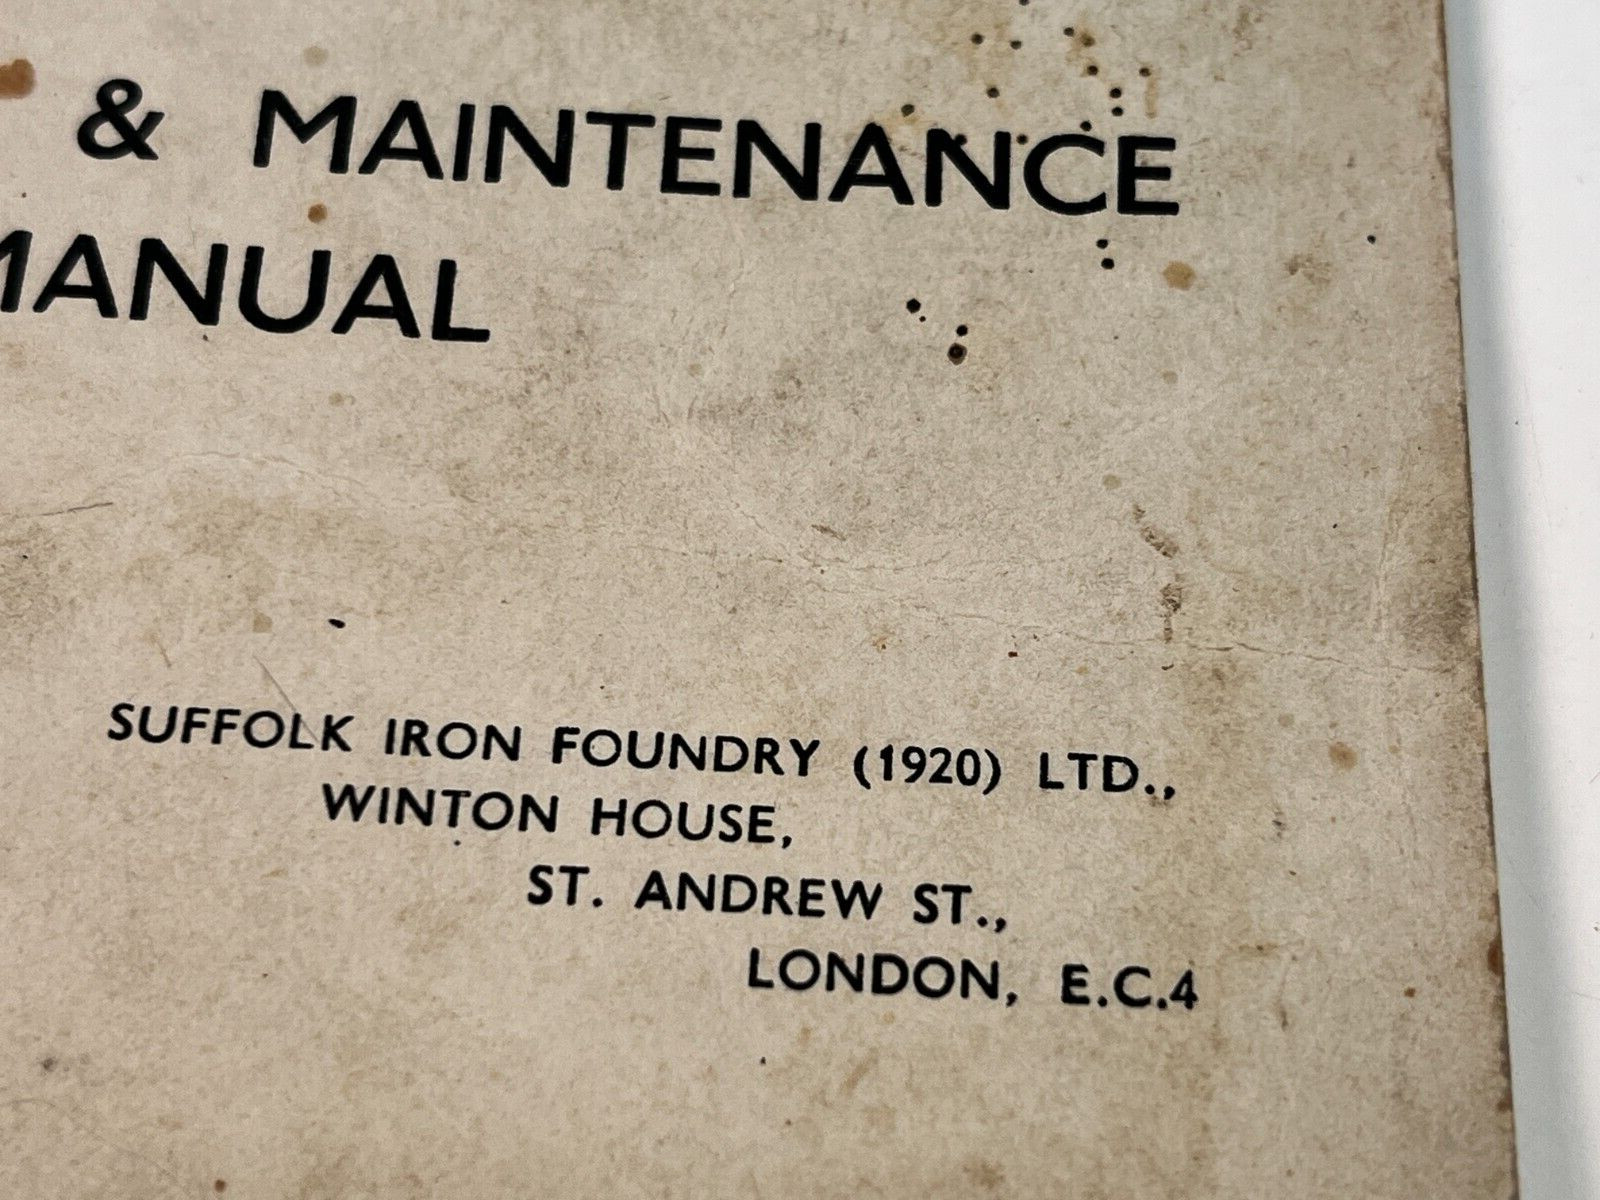 & MAINTENANCE
MANUAL
SUFFOLK IRON FOUNDRY (1920) LTD.,
WINTON HOUSE,
ST. ANDREW ST.,
LONDON, E.C.4